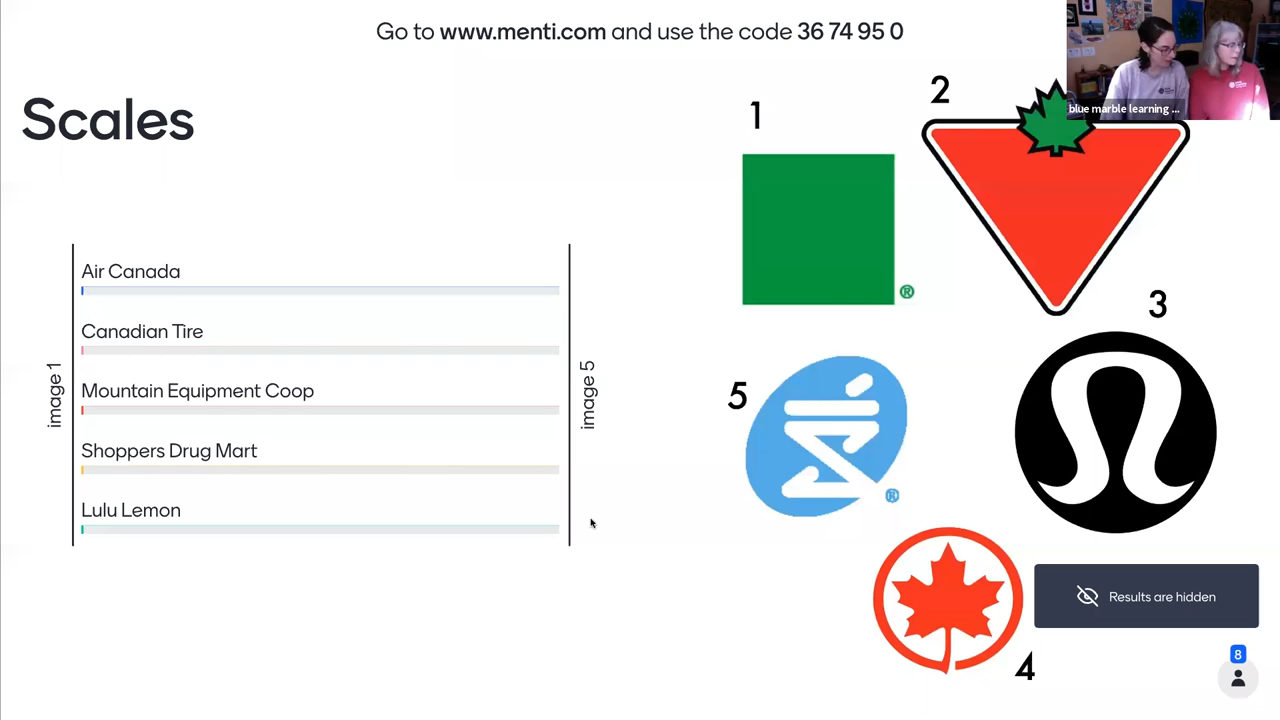 Go to www.menti.com and use the code 36 74 95 0
blue marble learning ...
Scales
1
2
3
4
5
®
®
image 1
Air Canada
Canadian Tire
Mountain Equipment Coop
Shoppers Drug Mart
Lulu Lemon
image 5
Results are hidden
8